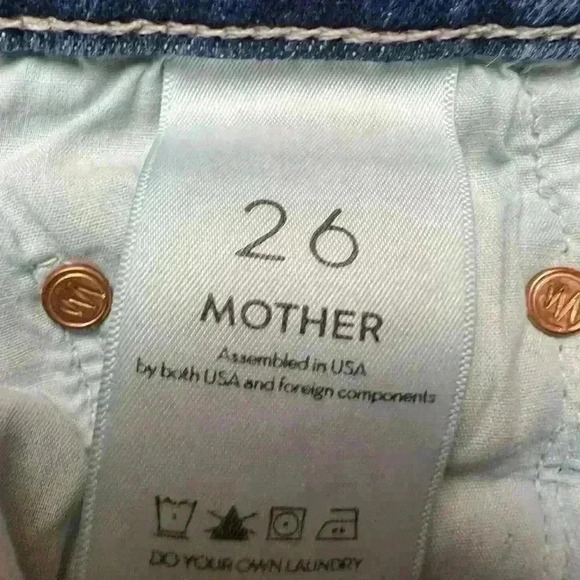 26
MOTHER
Assembled in USA
by both USA and foreign components
DO YOUR OWN LAUNDRY